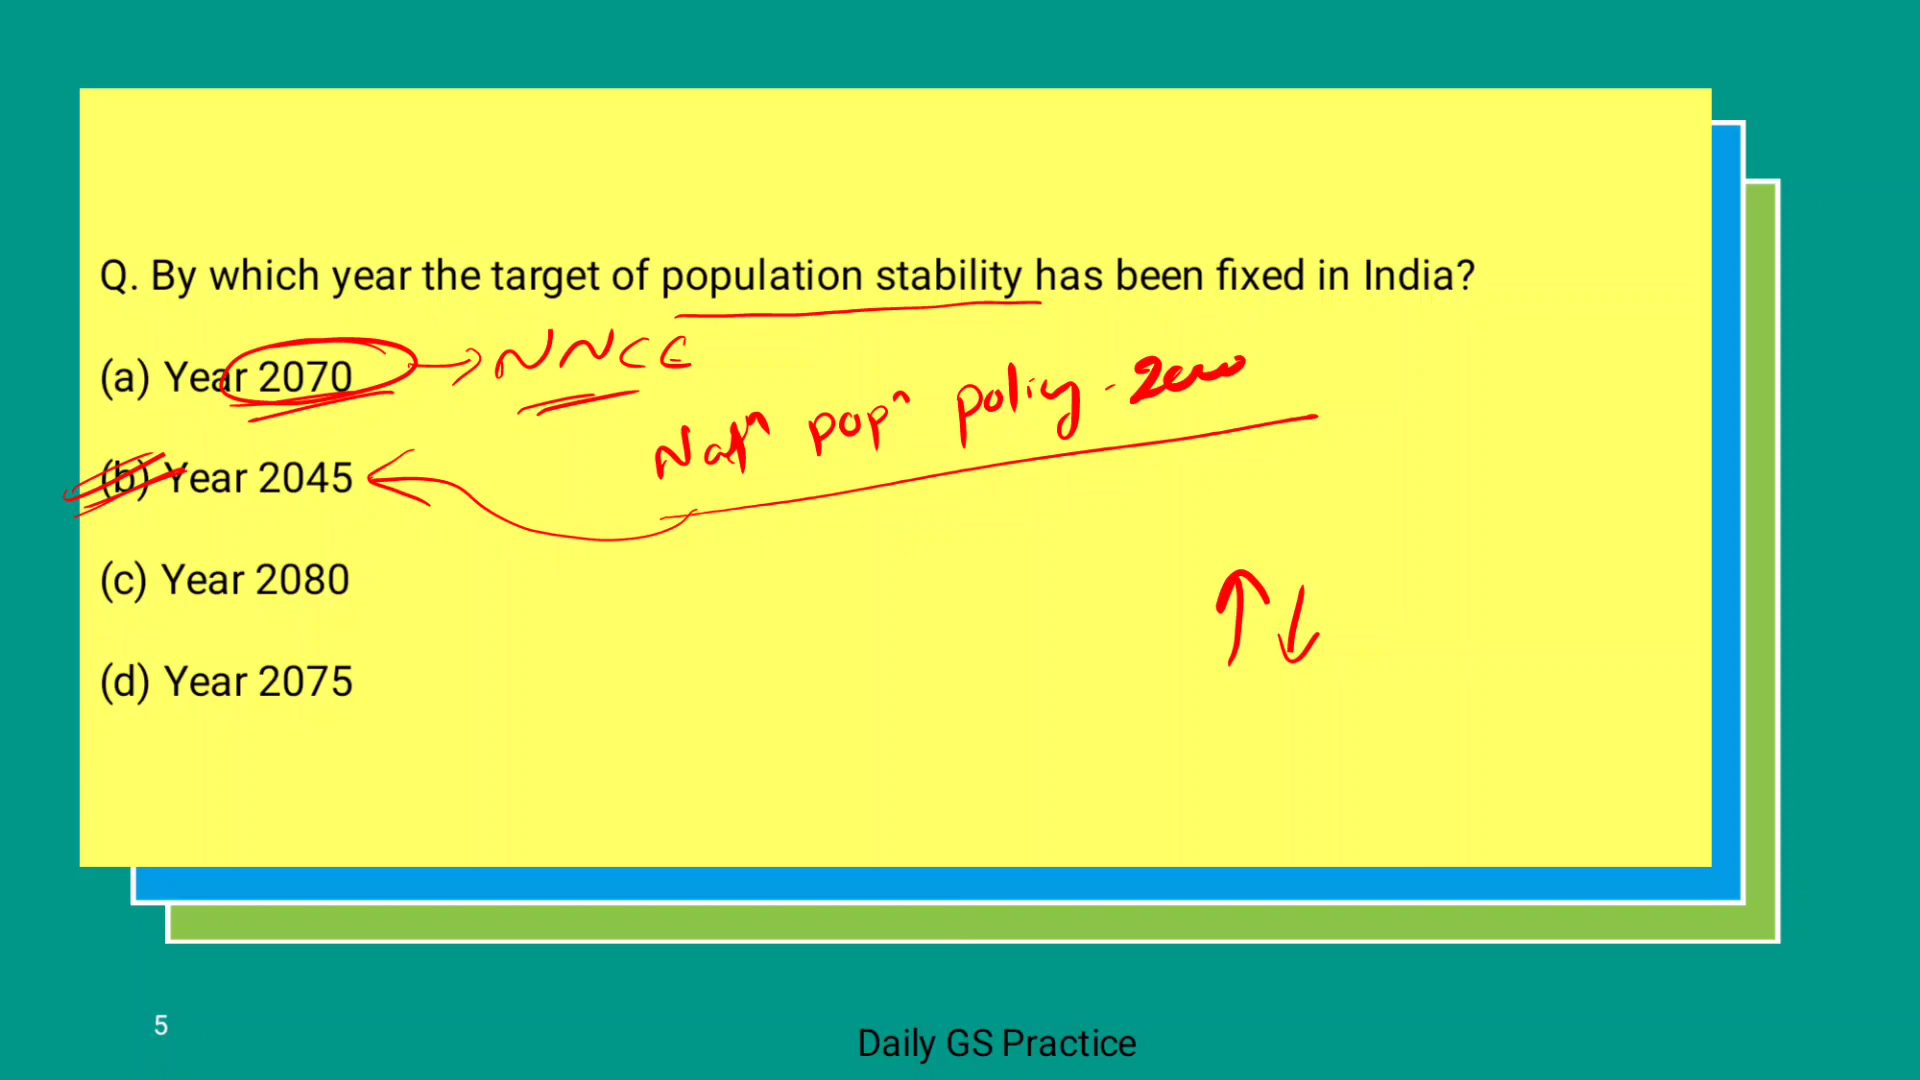 Q. By which year the target of population stability has been fixed in India?
(a) Year 2070 → NNCE
Natn popn policy - 2000
(b) Year 2045
(c) Year 2080
(d) Year 2075
5
Daily GS Practice